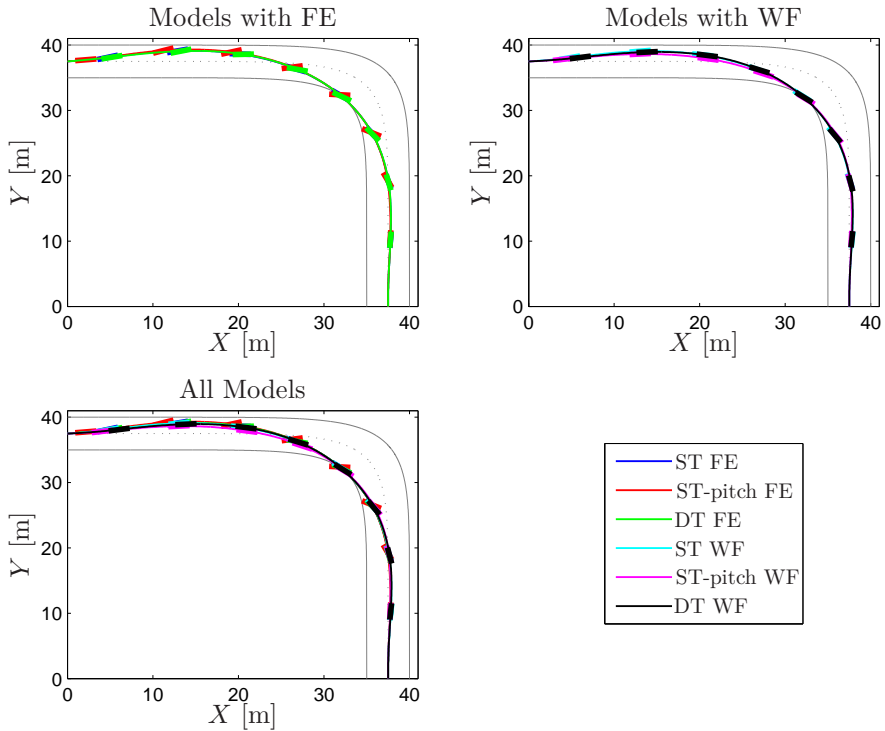 Models with FE
40
30
20
10
0
Y [m]
0 10 20 30 40
X [m]
Models with WF
40
30
20
10
0
Y [m]
0 10 20 30 40
X [m]
All Models
40
30
20
10
0
Y [m]
0 10 20 30 40
X [m]
ST FE
ST-pitch FE
DT FE
ST WF
ST-pitch WF
DT WF